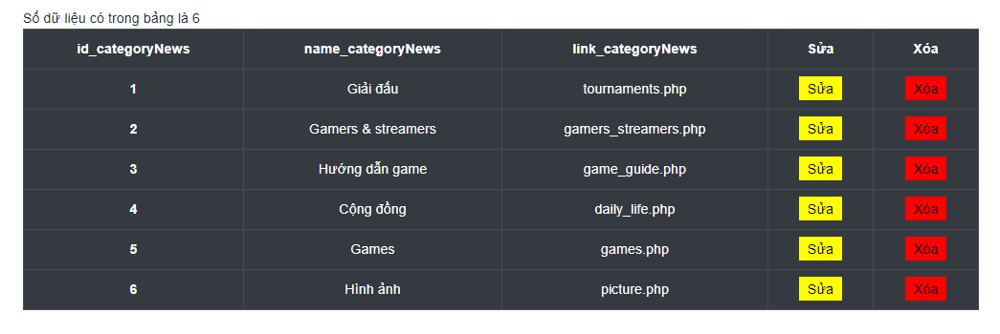 Số dữ liệu có trong bảng là 6
id_categoryNews name_categoryNews link_categoryNews Sửa Xóa
1 Giải đấu tournaments.php Sửa Xóa
2 Gamers & streamers gamers_streamers.php Sửa Xóa
3 Hướng dẫn game game_guide.php Sửa Xóa
4 Cộng đồng daily_life.php Sửa Xóa
5 Games games.php Sửa Xóa
6 Hình ảnh picture.php Sửa Xóa